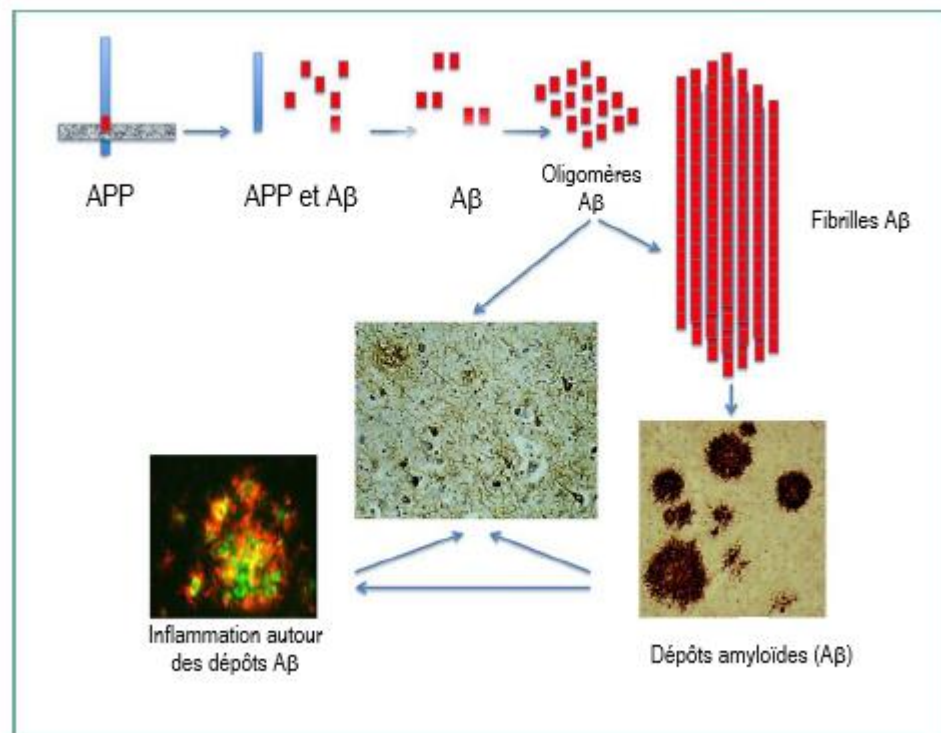 APP
APP et Aβ
Aβ
Oligomères
Aβ
Fibrilles Aβ
Inflammation autour
des dépôts Aβ
Dépôts amyloïdes (Aβ)